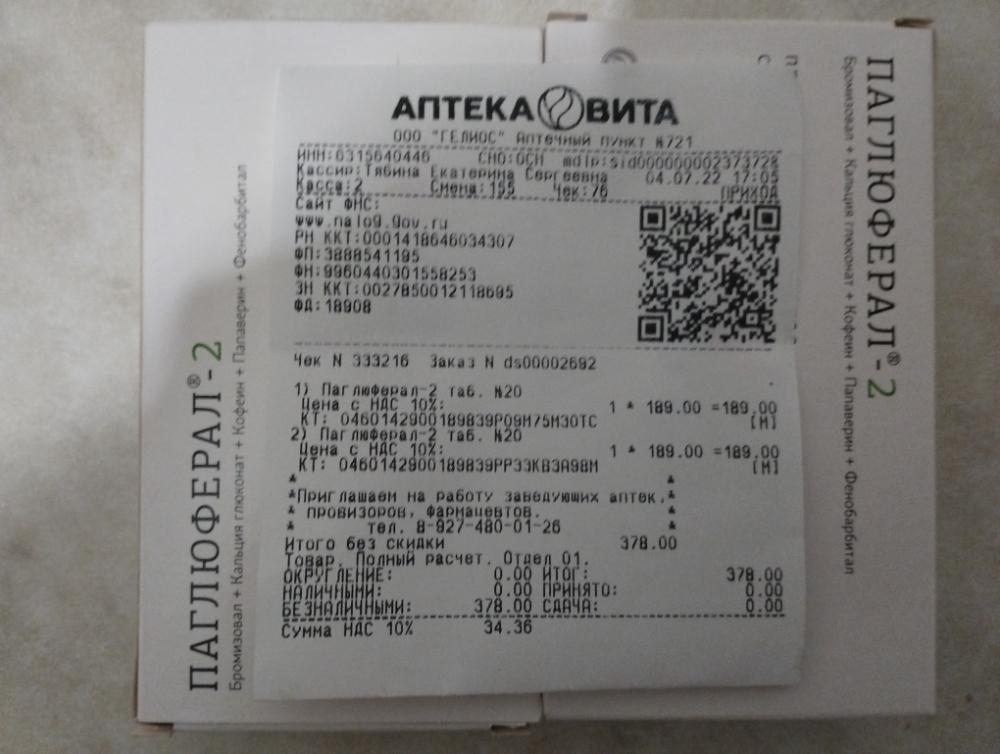 АПТЕКА ВИТА
ООО "ГЕЛИОС" Аптечный пункт №721
ИНН:6315640446 СНО:ОСН mdlp:sid0000000002373728
Кассир:Тябина Екатерина Сергеевна 04.07.22 17:05
Касса:2 Смена:155 Чек:76 ПРИХОД
Сайт ФНС:
www.nalog.gov.ru
РН ККТ:0001418646034307
ФП:3888541195
ФН:9960440301558253
ЗН ККТ:00278500121​18695
ФД:18908
Чек N 333216 Заказ N ds00002692
1) Паглюферал-2 таб. №20
Цена с НДС 10%: 1 * 189.00 =189.00
КТ: 04601429001898​39P09M75M30TC [М]
2) Паглюферал-2 таб. №20
Цена с НДС 10%: 1 * 189.00 =189.00
КТ: 0460142900189839PP33KB3A98M [М]
* *
*Приглашаем на работу заведующих аптек,*
* провизоров, фармацевтов. *
* тел. 8-927-480-01-26 *
Итого без скидки 378.00
Товар. Полный расчет. Отдел 01.
ОКРУГЛЕНИЕ: 0.00 ИТОГ: 378.00
НАЛИЧНЫМИ: 0.00 ПРИНЯТО: 0.00
БЕЗНАЛИЧНЫМИ: 378.00 СДАЧА: 0.00
Сумма НДС 10% 34.36
ПАГЛЮФЕРАЛ®-2
Бромизовал + Кальция глюконат + Кофеин + Папаверин + Фенобарбитал
ПАГЛЮФЕРАЛ®-2
Бромизовал + Кальция глюконат + Кофеин + Папаверин + Фенобарбитал